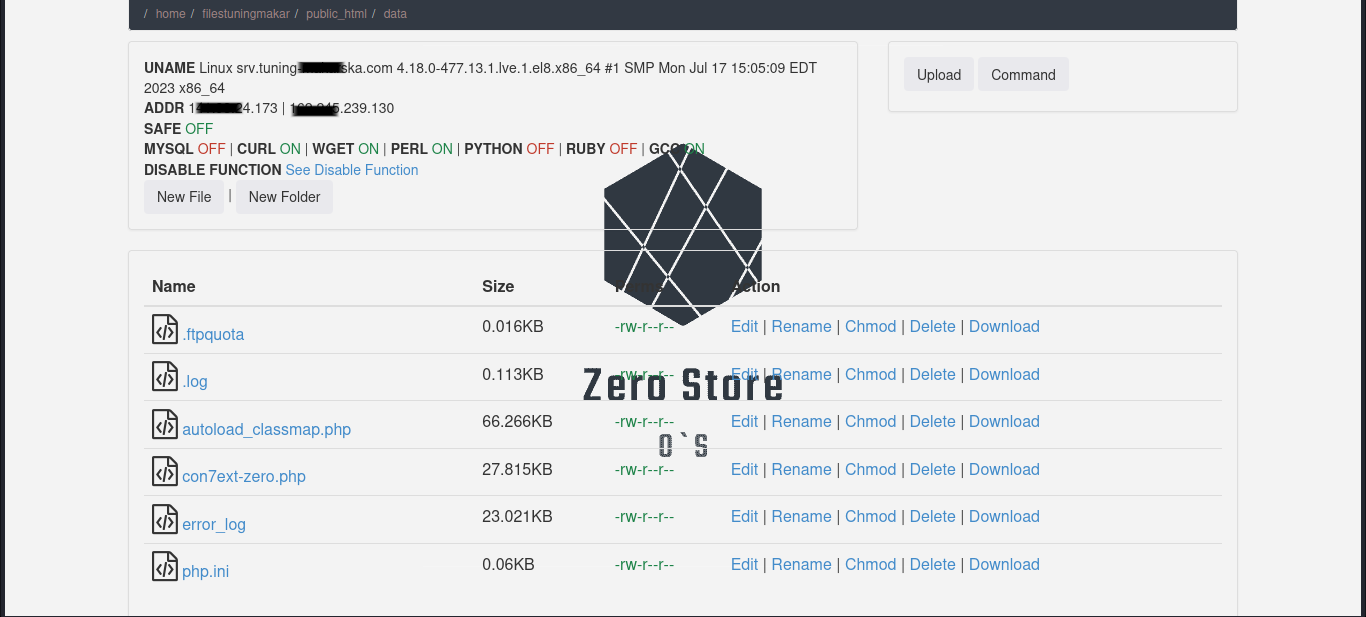 / home / filestuningmakar / public_html / data
UNAME Linux srv.tuning ska.com 4.18.0-477.13.1.lve.1.el8.x86_64 #1 SMP Mon Jul 17 15:05:09 EDT
2023 x86_64
ADDR 1 4.173 | .239.130
SAFE OFF
MYSQL OFF | CURL ON | WGET ON | PERL ON | PYTHON OFF | RUBY OFF | GCC ON
DISABLE FUNCTION See Disable Function
New File | New Folder
Upload Command
Name Size Perms Action
.ftpquota 0.016KB -rw-r--r-- Edit | Rename | Chmod | Delete | Download
.log 0.113KB -rw-r--r-- Edit | Rename | Chmod | Delete | Download
Zero Store
autoload_classmap.php 66.266KB -rw-r--r-- Edit | Rename | Chmod | Delete | Download
0`S
con7ext-zero.php 27.815KB -rw-r--r-- Edit | Rename | Chmod | Delete | Download
error_log 23.021KB -rw-r--r-- Edit | Rename | Chmod | Delete | Download
php.ini 0.06KB -rw-r--r-- Edit | Rename | Chmod | Delete | Download